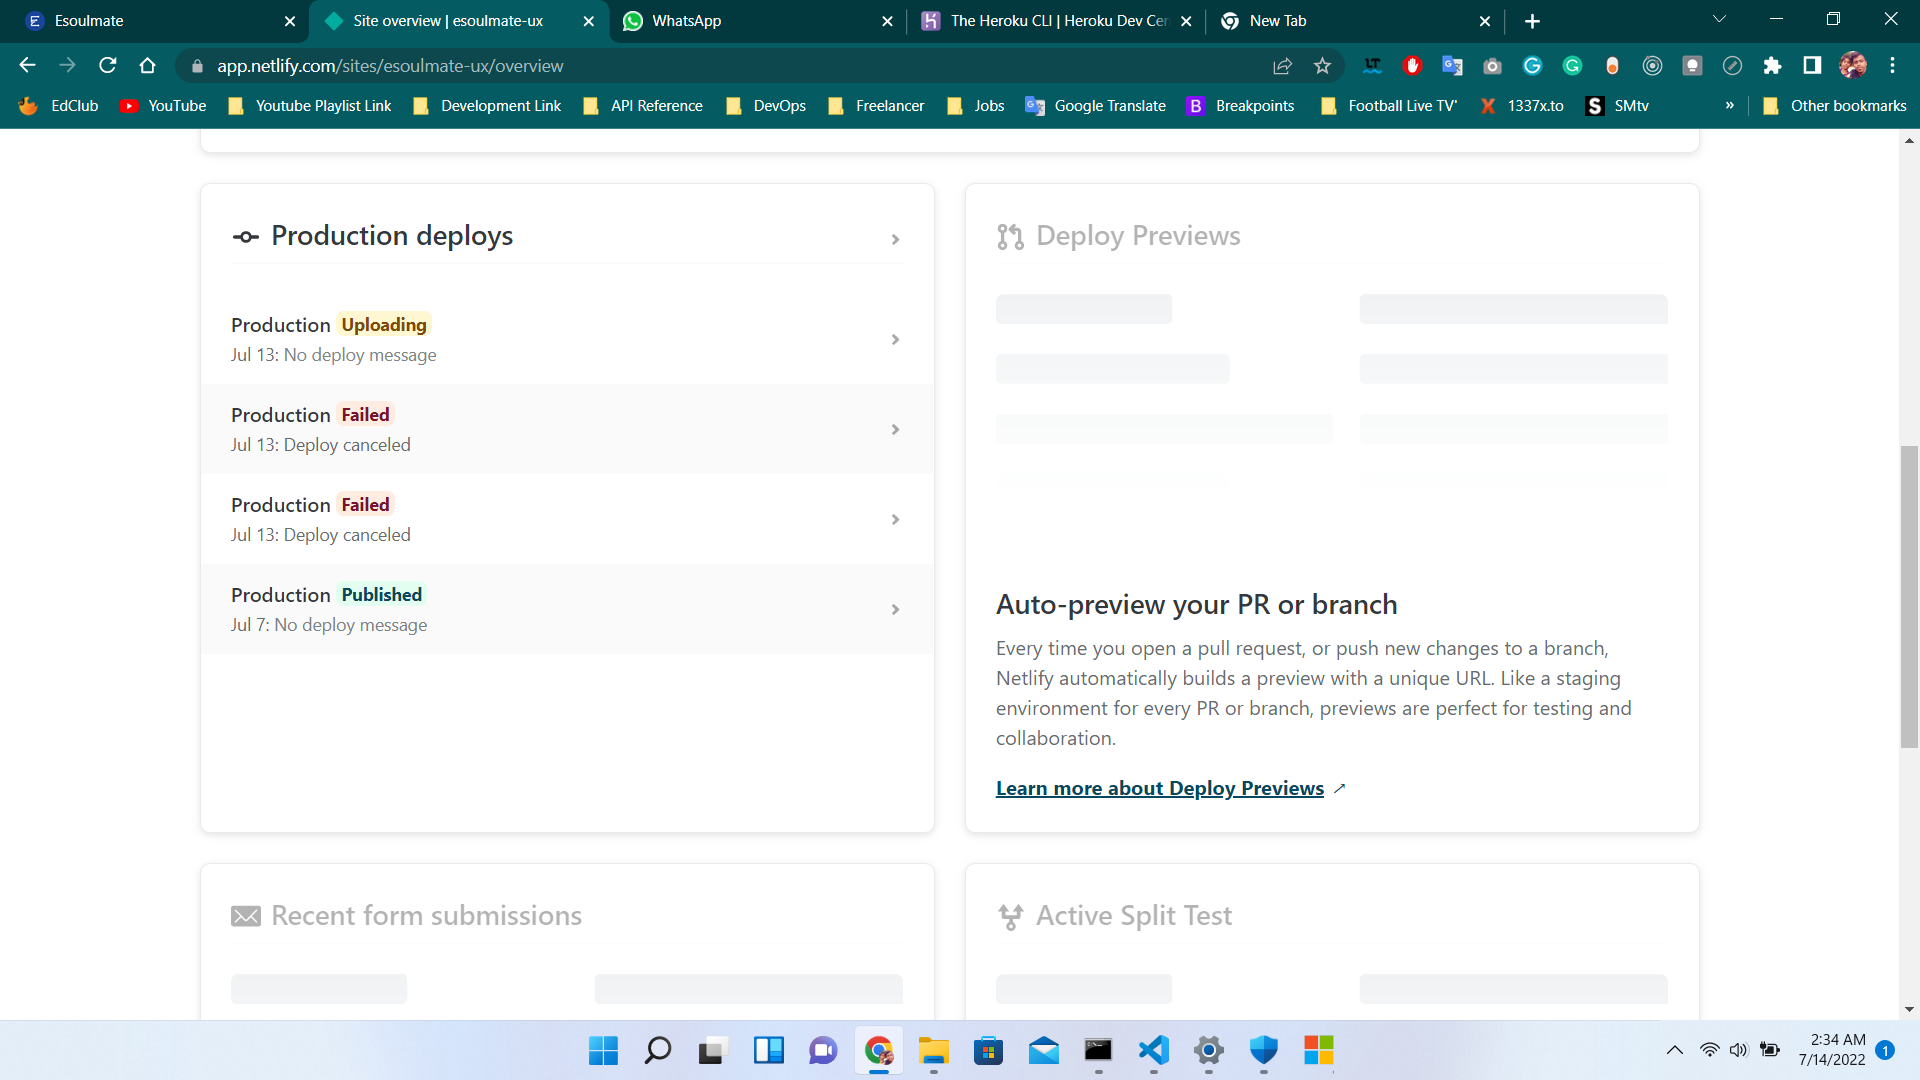 Esoulmate
Site overview | esoulmate-ux
WhatsApp
The Heroku CLI | Heroku Dev Cen
New Tab
app.netlify.com/sites/esoulmate-ux/overview
EdClub
YouTube
Youtube Playlist Link
Development Link
API Reference
DevOps
Freelancer
Jobs
Google Translate
Breakpoints
Football Live TV'
1337x.to
SMtv
»
Other bookmarks
Production deploys
Production Uploading
Jul 13: No deploy message
Production Failed
Jul 13: Deploy canceled
Production Failed
Jul 13: Deploy canceled
Production Published
Jul 7: No deploy message
Deploy Previews
Auto-preview your PR or branch
Every time you open a pull request, or push new changes to a branch,
Netlify automatically builds a preview with a unique URL. Like a staging
environment for every PR or branch, previews are perfect for testing and
collaboration.
Learn more about Deploy Previews
Recent form submissions
Active Split Test
2:34 AM
7/14/2022
1